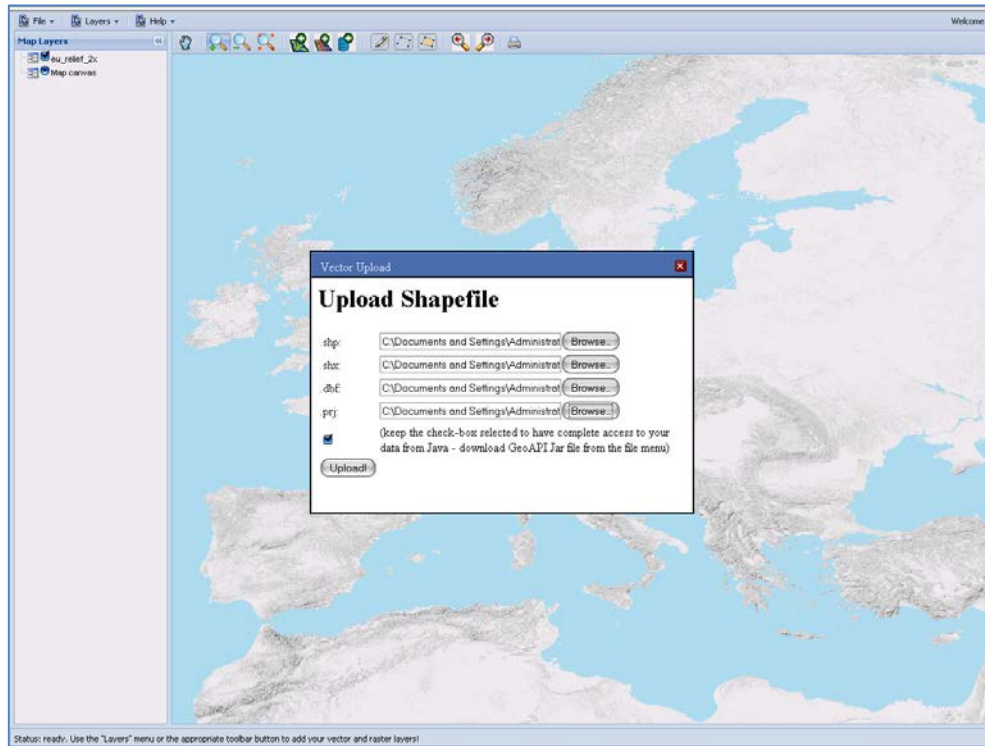 File Layers Help Welcome
Map Layers
eu_relief_2x
Map canvas
Vector Upload
Upload Shapefile
.shp: C:\Documents and Settings\Administrat Browse..
.shx: C:\Documents and Settings\Administrat Browse..
.dbf: C:\Documents and Settings\Administrat Browse..
.prj: C:\Documents and Settings\Administrat Browse..
(keep the check-box selected to have complete access to your
data from Java - download GeoAPI Jar file from the file menu)
Upload!
Status: ready. Use the "Layers" menu or the appropriate toolbar button to add your vector and raster layers!